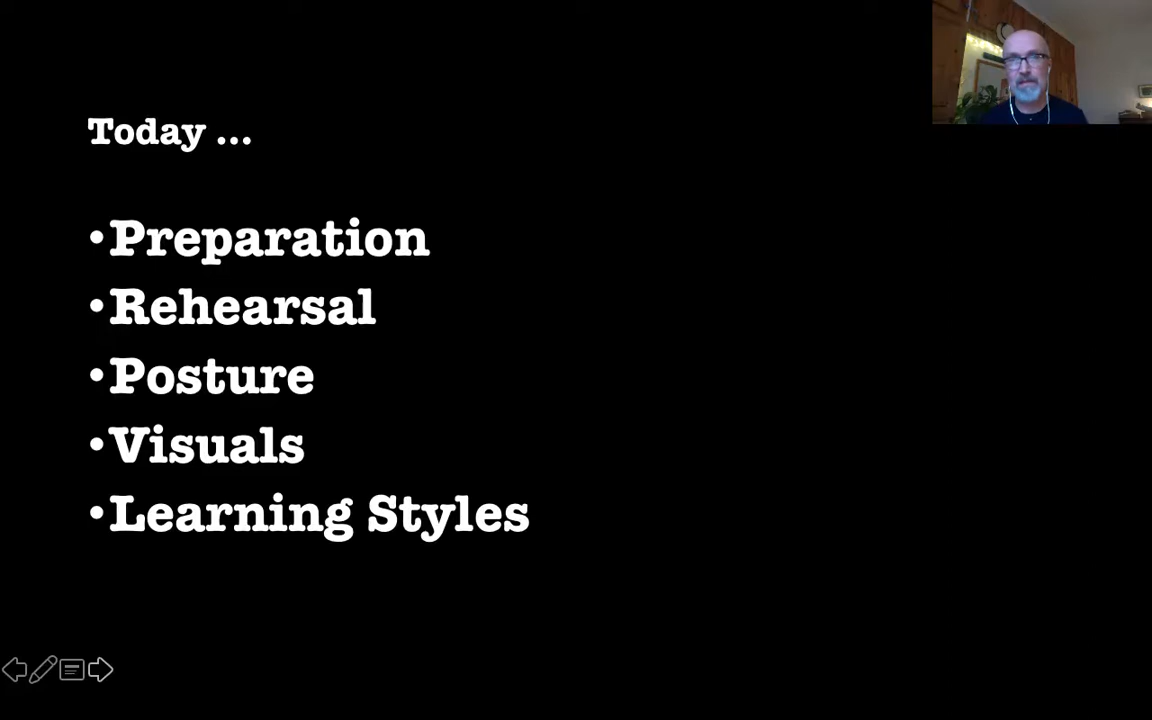 Today ...
•Preparation
•Rehearsal
•Posture
•Visuals
•Learning Styles